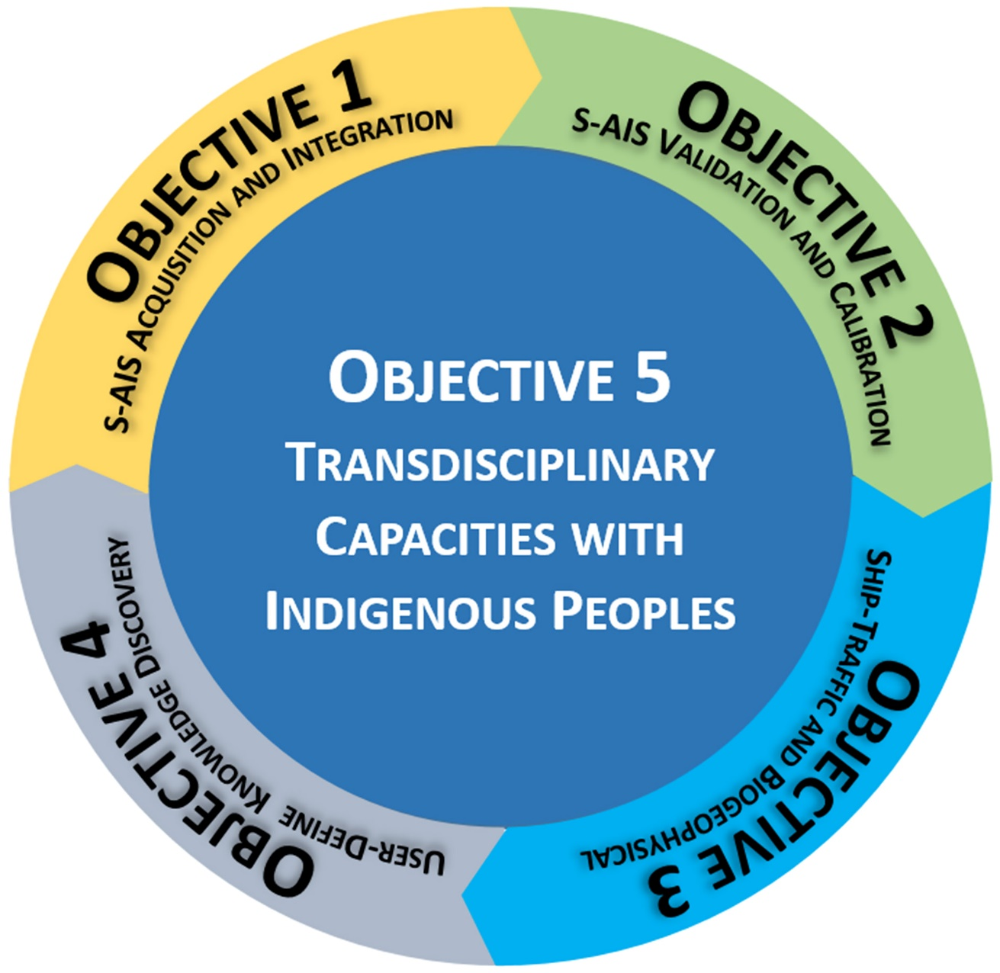 OBJECTIVE 1
S-AIS ACQUISITION AND INTEGRATION
OBJECTIVE 2
S-AIS VALIDATION AND CALIBRATION
OBJECTIVE 3
SHIP-TRAFFIC AND BIOGEOPHYSICAL
OBJECTIVE 4
USER-DEFINE KNOWLEDGE DISCOVERY
OBJECTIVE 5
TRANSDISCIPLINARY
CAPACITIES WITH
INDIGENOUS PEOPLES